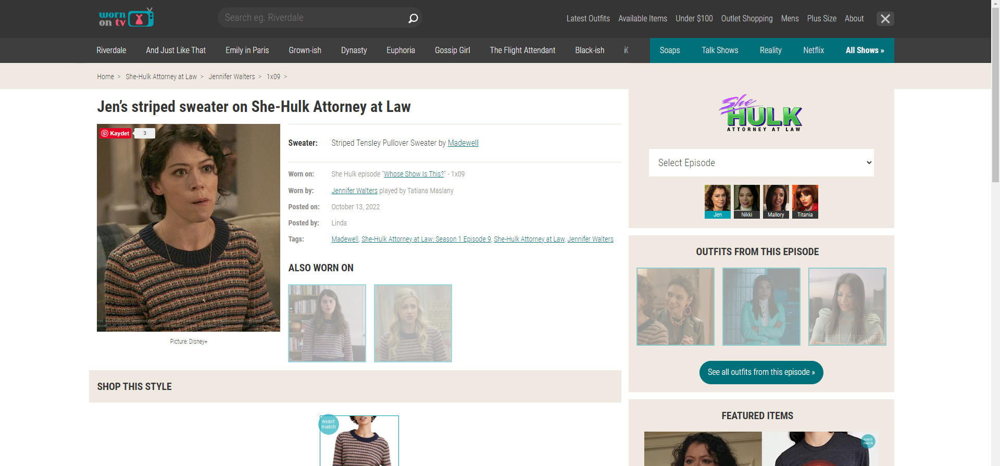 worn
on tv
Search eg. Riverdale
Latest Outfits Available Items Under $100 Outlet Shopping Mens Plus Size About
Riverdale And Just Like That Emily in Paris Grown-ish Dynasty Euphoria Gossip Girl The Flight Attendant Black-ish Soaps Talk Shows Reality Netflix All Shows »
Home > She-Hulk Attorney at Law > Jennifer Walters > 1x09 >
Jen's striped sweater on She-Hulk Attorney at Law
Kaydet 3
Picture: Disney+
Sweater: Striped Tensley Pullover Sweater by Madewell
Worn on: She Hulk episode "Whose Show Is This?" - 1x09
Worn by: Jennifer Walters played by Tatiana Maslany
Posted on: October 13, 2022
Posted by: Linda
Tags: Madewell, She-Hulk Attorney at Law: Season 1 Episode 9, She-Hulk Attorney at Law, Jennifer Walters
ALSO WORN ON
SHOP THIS STYLE
exact
match
She
HULK
ATTORNEY AT LAW
Select Episode
Jen Nikki Mallory Titania
OUTFITS FROM THIS EPISODE
See all outfits from this episode »
FEATURED ITEMS
exact
match